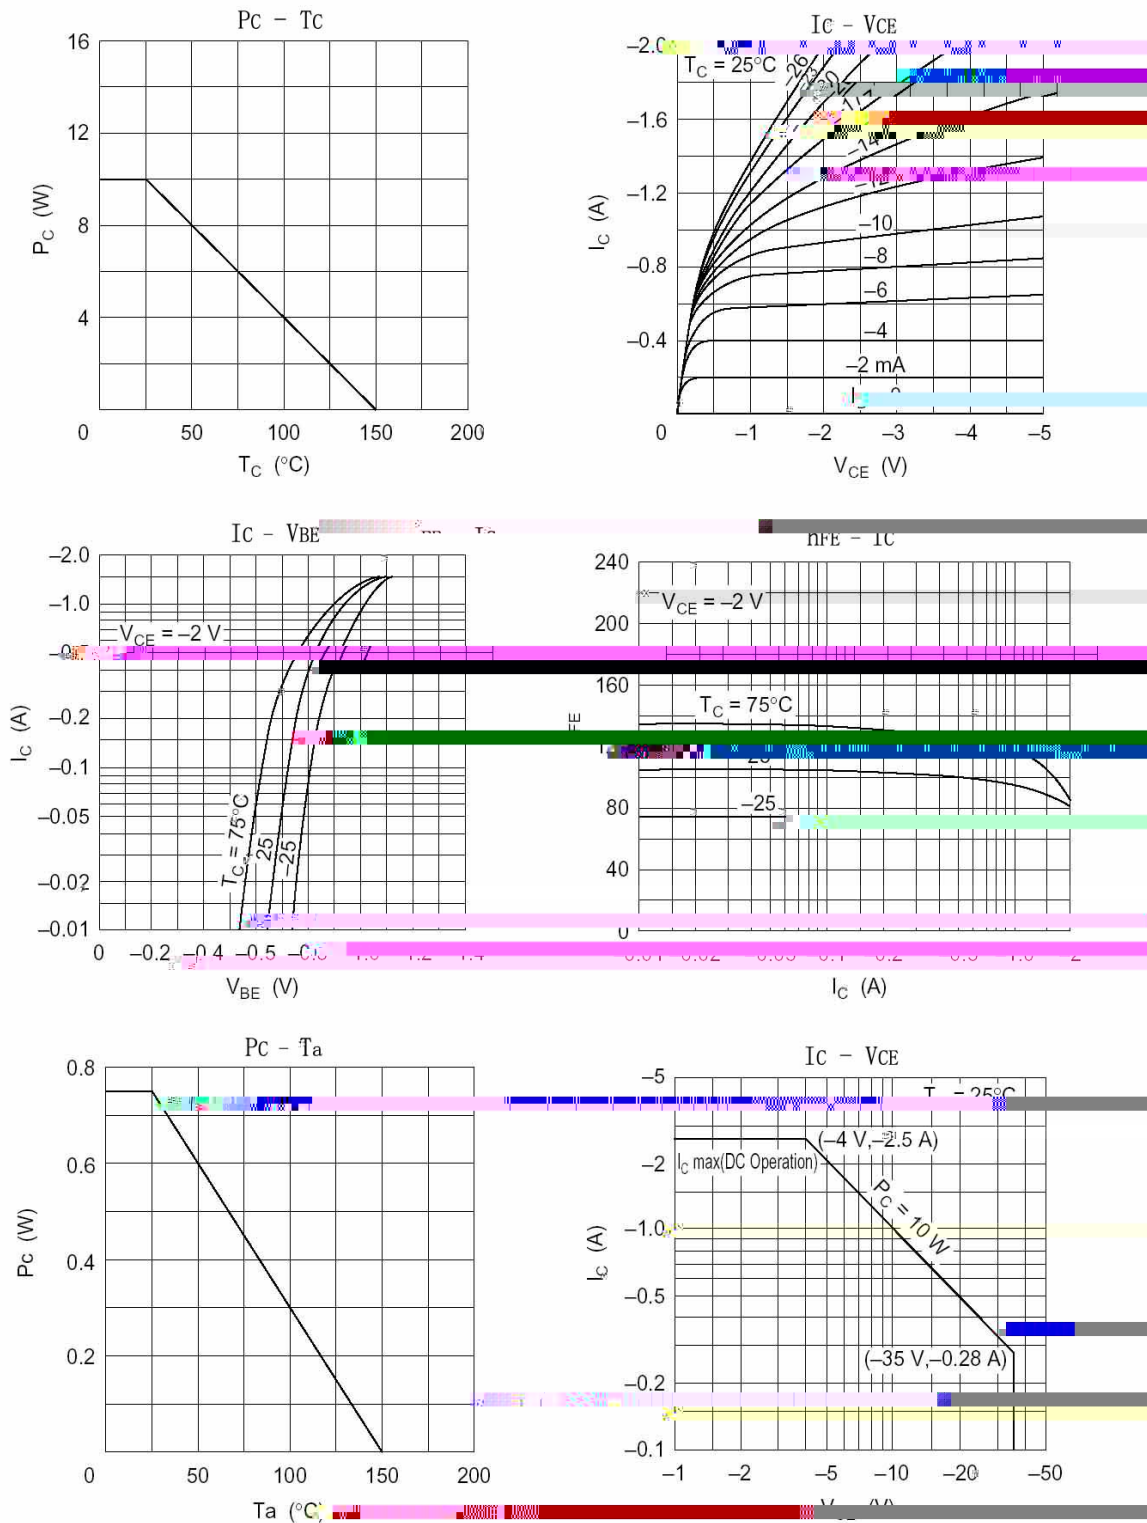 PC – TC
16
12
8
4
PC (W)
0
50
100
150
200
TC (°C)
IC – VCE
–2.0
–1.6
–1.2
–0.8
–0.4
IC (A)
TC = 25°C
–26
–14
–10
–8
–6
–4
–2 mA
0
–1
–2
–3
–4
–5
VCE (V)
IC – VBE
–2.0
–1.0
–0.2
–0.1
–0.05
–0.02
–0.01
IC (A)
VCE = –2 V
TC = 75°C
25
–25
0
–0.2
–0.4
VBE (V)
hFE – IC
240
200
160
80
40
0
VCE = –2 V
TC = 75°C
–25
IC (A)
PC – Ta
0.8
0.6
0.4
0.2
PC (W)
0
50
100
150
200
Ta (°C)
IC – VCE
–5
–2
–1.0
–0.5
–0.2
–0.1
IC (A)
(–4 V,–2.5 A)
IC max(DC Operation)
PC = 10 W
(–35 V,–0.28 A)
–1
–2
–5
–10
–20
–50